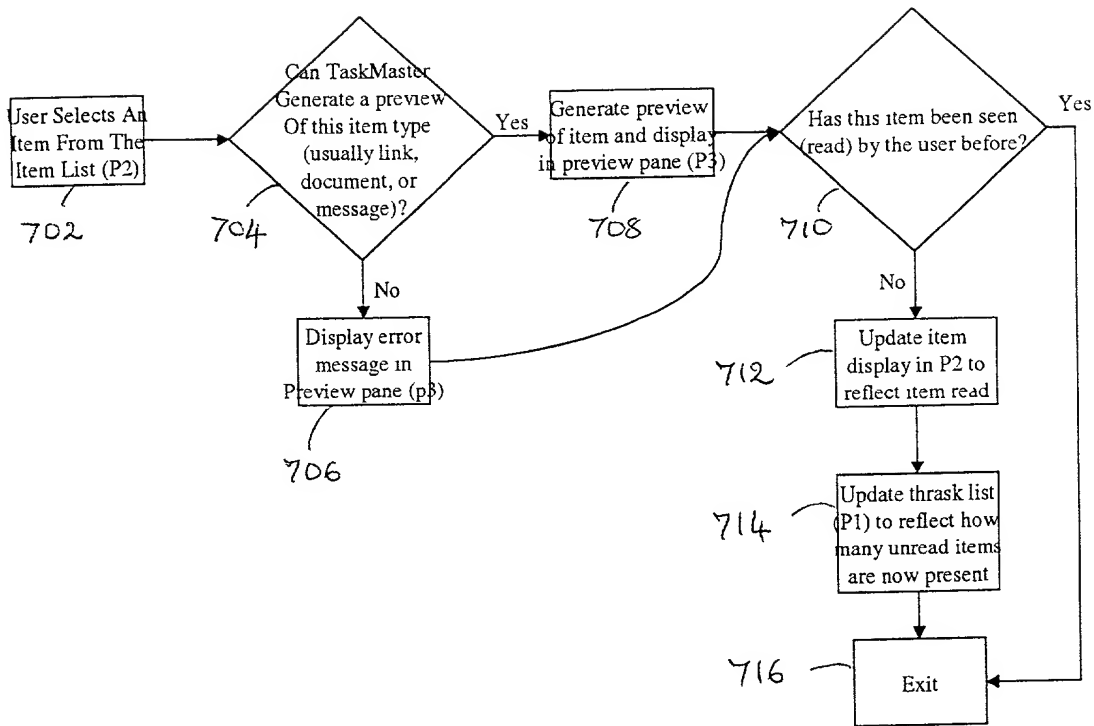 User Selects An
Item From The
Item List (P2)
702
Can TaskMaster
Generate a preview
Of this item type
(usually link,
document, or
message)?
704
Yes
No
Display error
message in
Preview pane (p3)
706
Generate preview
of item and display
in preview pane (P3)
708
Has this item been seen
(read) by the user before?
710
Yes
No
Update item
display in P2 to
reflect item read
712
Update thrask list
(P1) to reflect how
many unread items
are now present
714
Exit
716